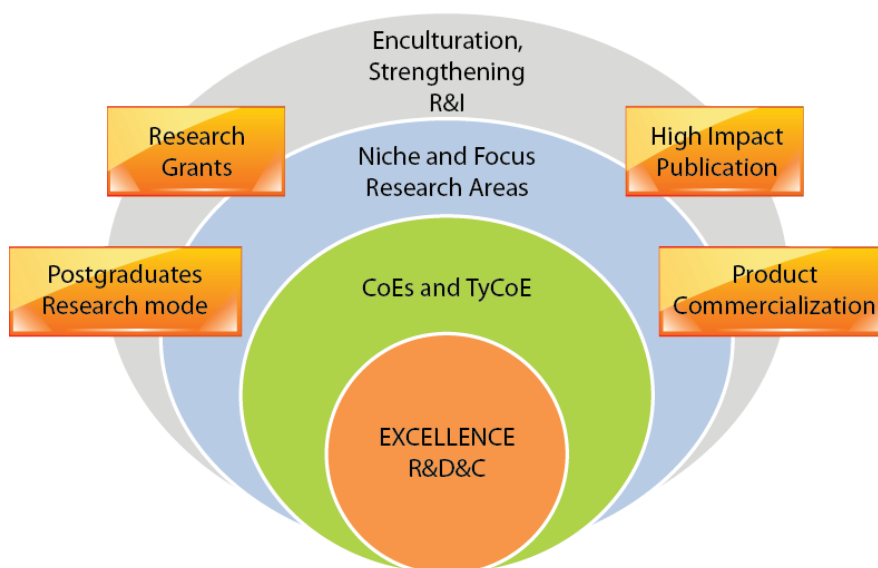 Enculturation,
Strengthening
R&I
Research
Grants
High Impact
Publication
Niche and Focus
Research Areas
Postgraduates
Research mode
CoEs and TyCoE
Product
Commercialization
EXCELLENCE
R&D&C